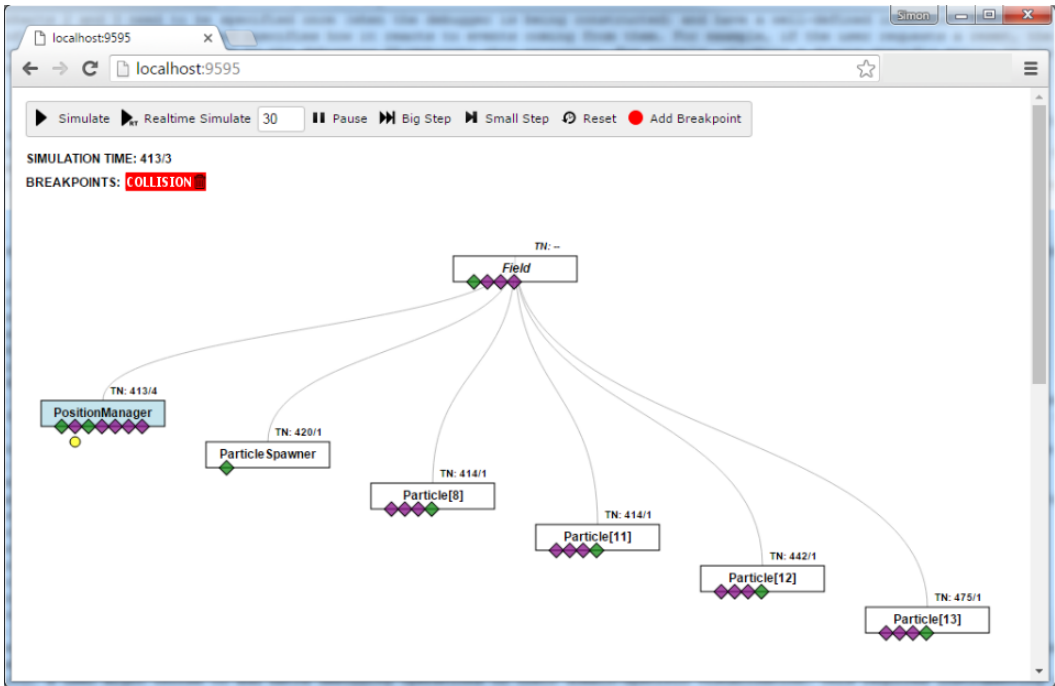 Simon
localhost:9595
localhost:9595
Simulate RT Realtime Simulate 30 Pause Big Step Small Step Reset Add Breakpoint
SIMULATION TIME: 413/3
BREAKPOINTS: COLLISION
TN: --
Field
TN: 413/4
PositionManager
TN: 420/1
ParticleSpawner
TN: 414/1
Particle[8]
TN: 414/1
Particle[11]
TN: 442/1
Particle[12]
TN: 475/1
Particle[13]